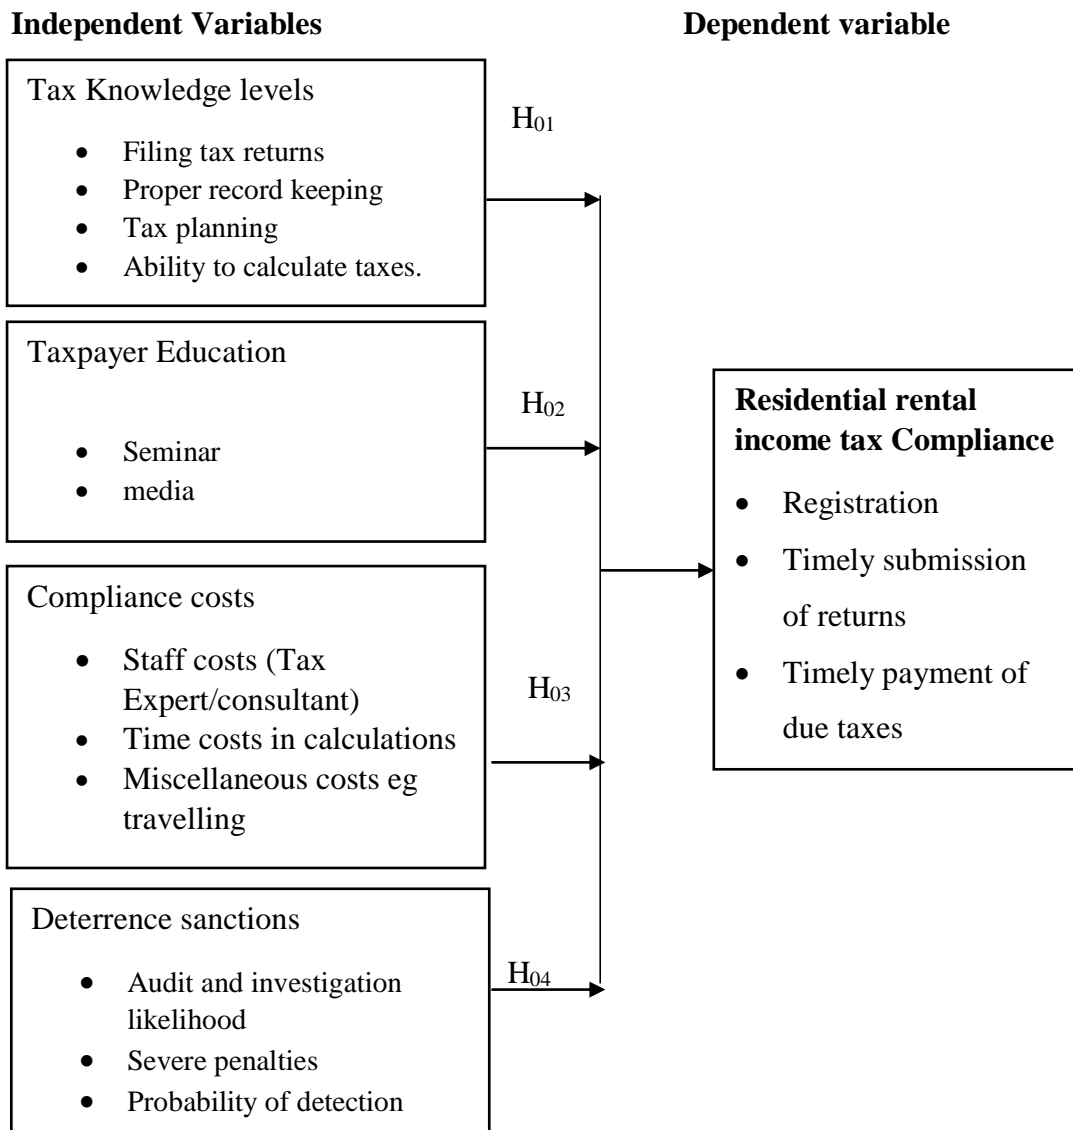 Independent Variables
Dependent variable
Tax Knowledge levels
• Filing tax returns
• Proper record keeping
• Tax planning
• Ability to calculate taxes.
H01
Taxpayer Education
• Seminar
• media
H02
Compliance costs
• Staff costs (Tax
Expert/consultant)
• Time costs in calculations
• Miscellaneous costs eg
travelling
H03
Deterrence sanctions
• Audit and investigation
likelihood
• Severe penalties
• Probability of detection
H04
Residential rental
income tax Compliance
• Registration
• Timely submission
of returns
• Timely payment of
due taxes